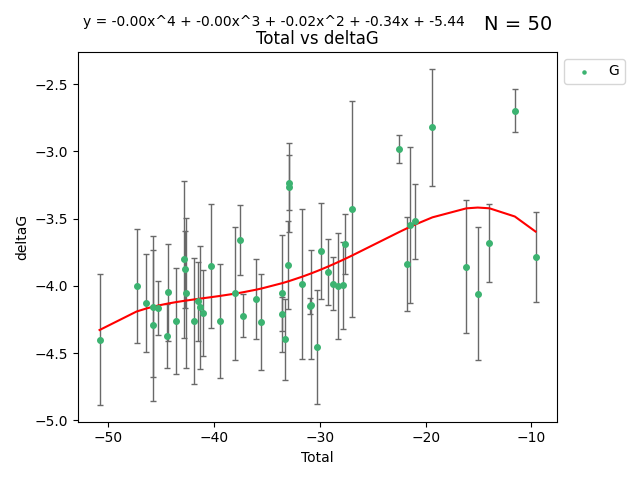 y = -0.00x^4 + -0.00x^3 + -0.02x^2 + -0.34x + -5.44
N = 50
Total vs deltaG
G
deltaG
−2.5
−3.0
−3.5
−4.0
−4.5
−5.0
−50
−40
−30
−20
−10
Total